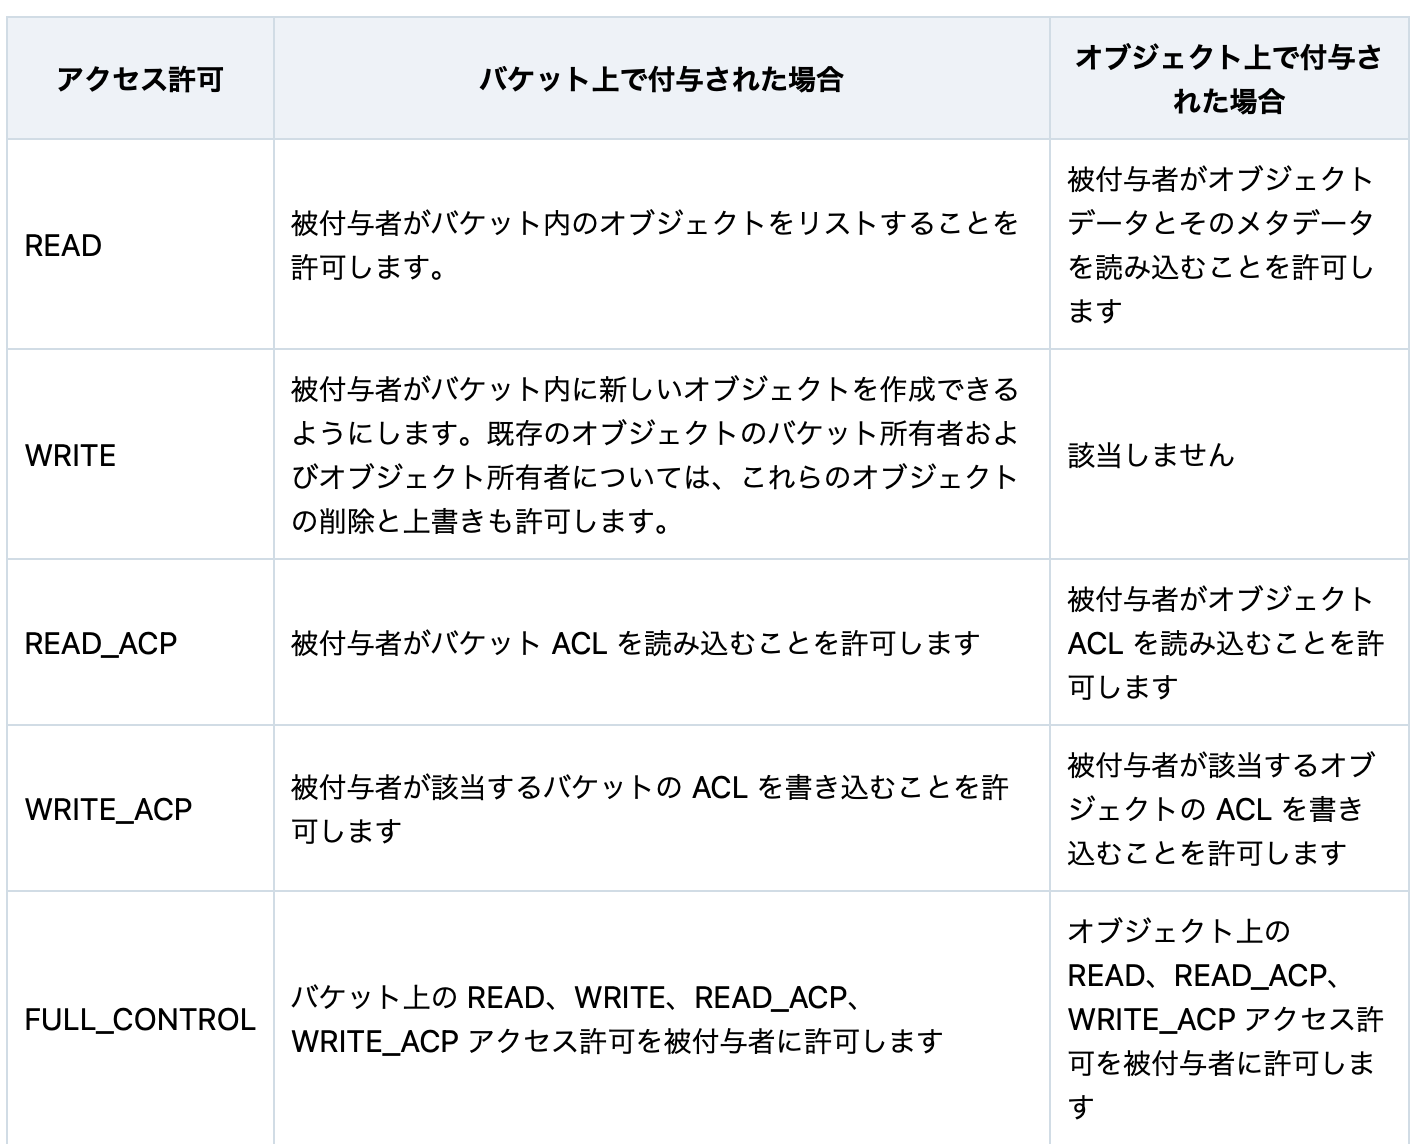 アクセス許可
バケット上で付与された場合
オブジェクト上で付与さ
れた場合
READ
被付与者がバケット内のオブジェクトをリストすることを
許可します。
被付与者がオブジェクト
データとそのメタデータ
を読み込むことを許可し
ます
WRITE
被付与者がバケット内に新しいオブジェクトを作成できる
ようにします。既存のオブジェクトのバケット所有者およ
びオブジェクト所有者については、これらのオブジェクト
の削除と上書きも許可します。
該当しません
READ_ACP
被付与者がバケット ACL を読み込むことを許可します
被付与者がオブジェクト
ACL を読み込むことを許
可します
WRITE_ACP
被付与者が該当するバケットの ACL を書き込むことを許
可します
被付与者が該当するオブ
ジェクトの ACL を書き
込むことを許可します
FULL_CONTROL
バケット上の READ、WRITE、READ_ACP、
WRITE_ACP アクセス許可を被付与者に許可します
オブジェクト上の
READ、READ_ACP、
WRITE_ACP アクセス許
可を被付与者に許可しま
す